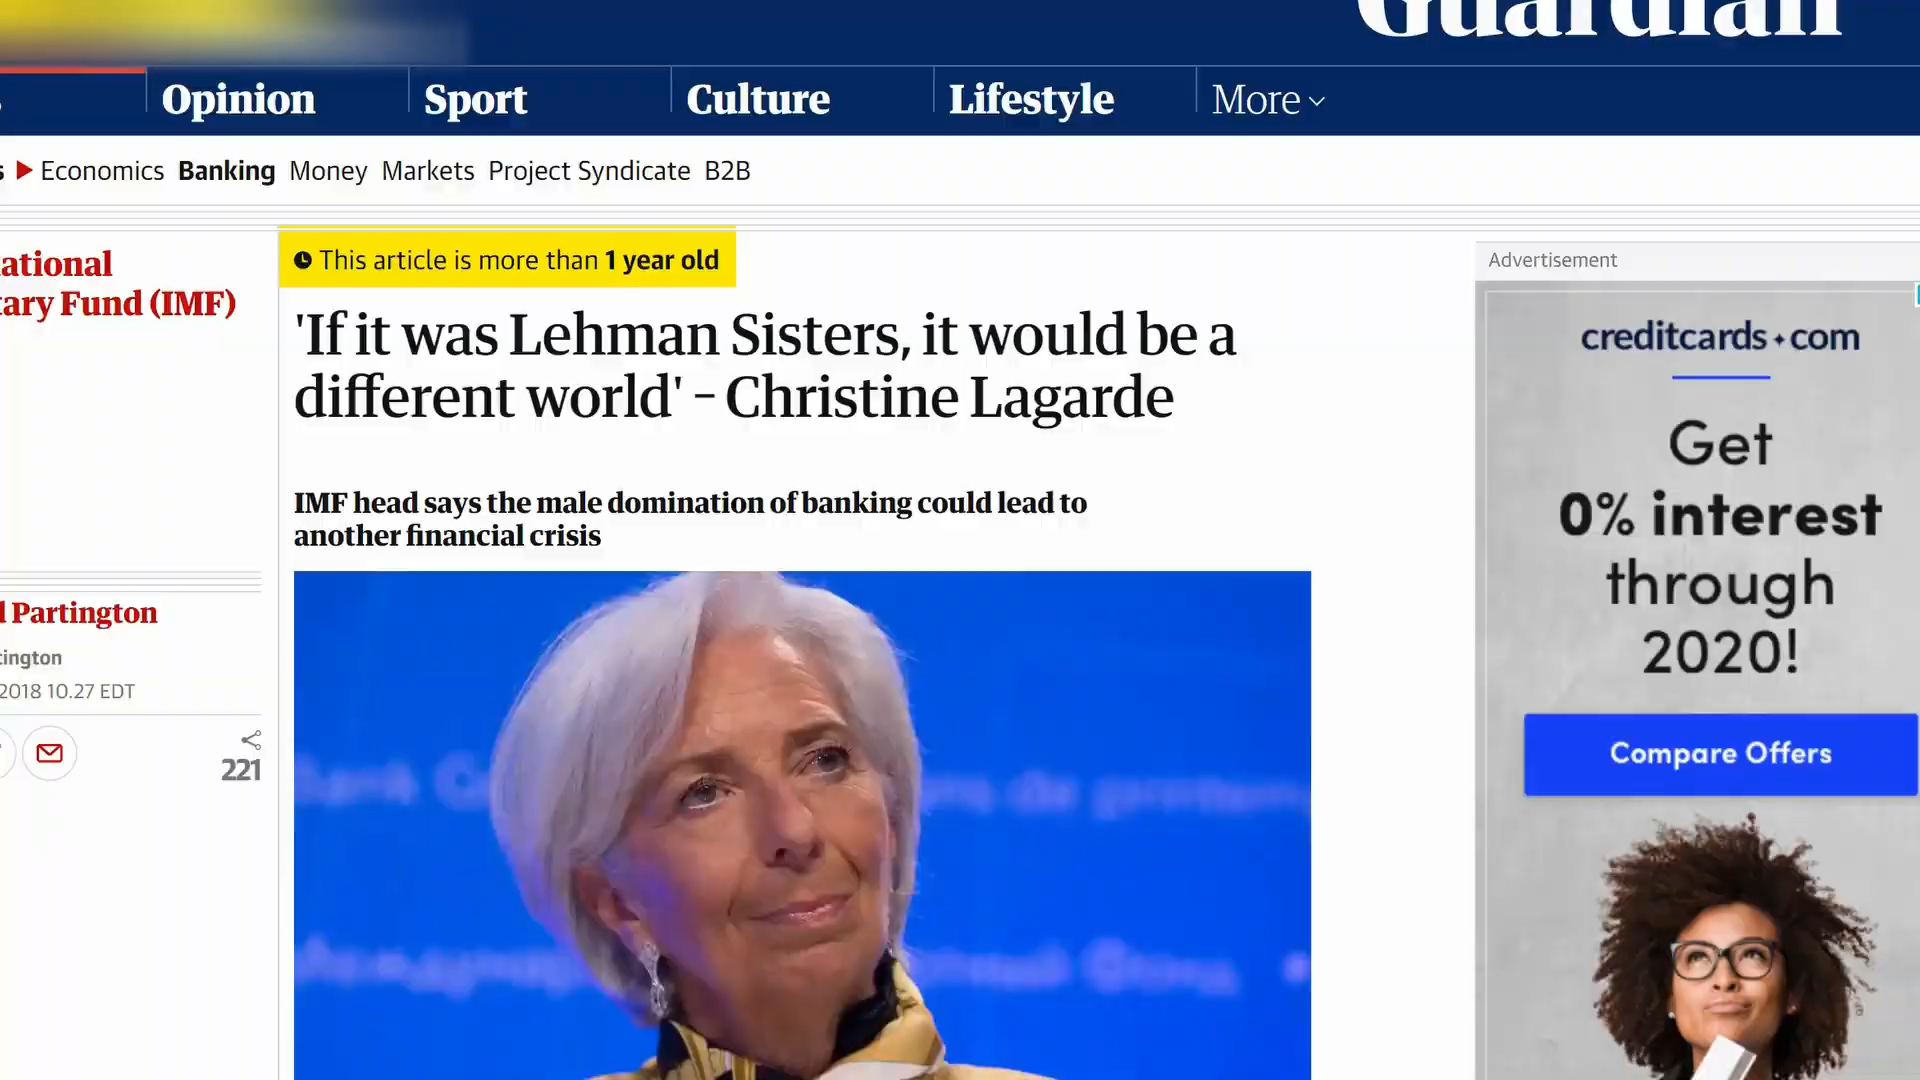 Guardian
Opinion Sport Culture Lifestyle More
Economics Banking Money Markets Project Syndicate B2B
ational
tary Fund (IMF)
This article is more than 1 year old
'If it was Lehman Sisters, it would be a
different world' – Christine Lagarde
IMF head says the male domination of banking could lead to
another financial crisis
Partington
tington
2018 10.27 EDT
221
Advertisement
creditcards.com
Get
0% interest
through
2020!
Compare Offers